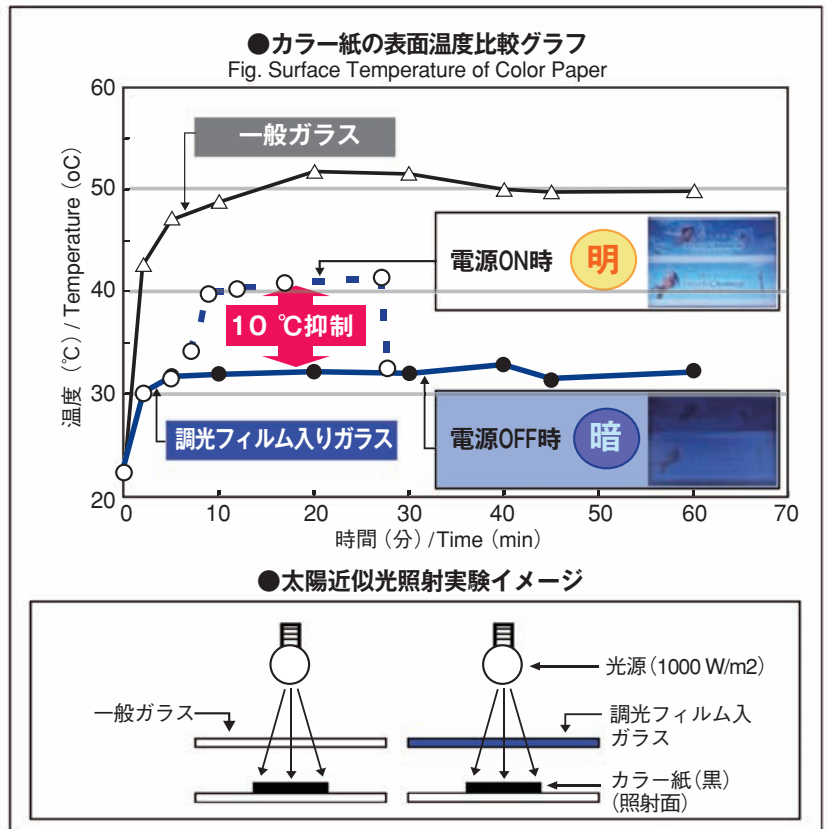 ●カラー紙の表面温度比較グラフ
Fig. Surface Temperature of Color Paper
60
50
40
30
20
温度（℃）/ Temperature（oC）
一般ガラス
電源ON時 明
10 ℃抑制
調光フィルム入りガラス
電源OFF時 暗
0 10 20 30 40 50 60 70
時間（分）/Time（min）
●太陽近似光照射実験イメージ
光源（1000 W/m2）
一般ガラス
調光フィルム入
ガラス
カラー紙（黒）
（照射面）